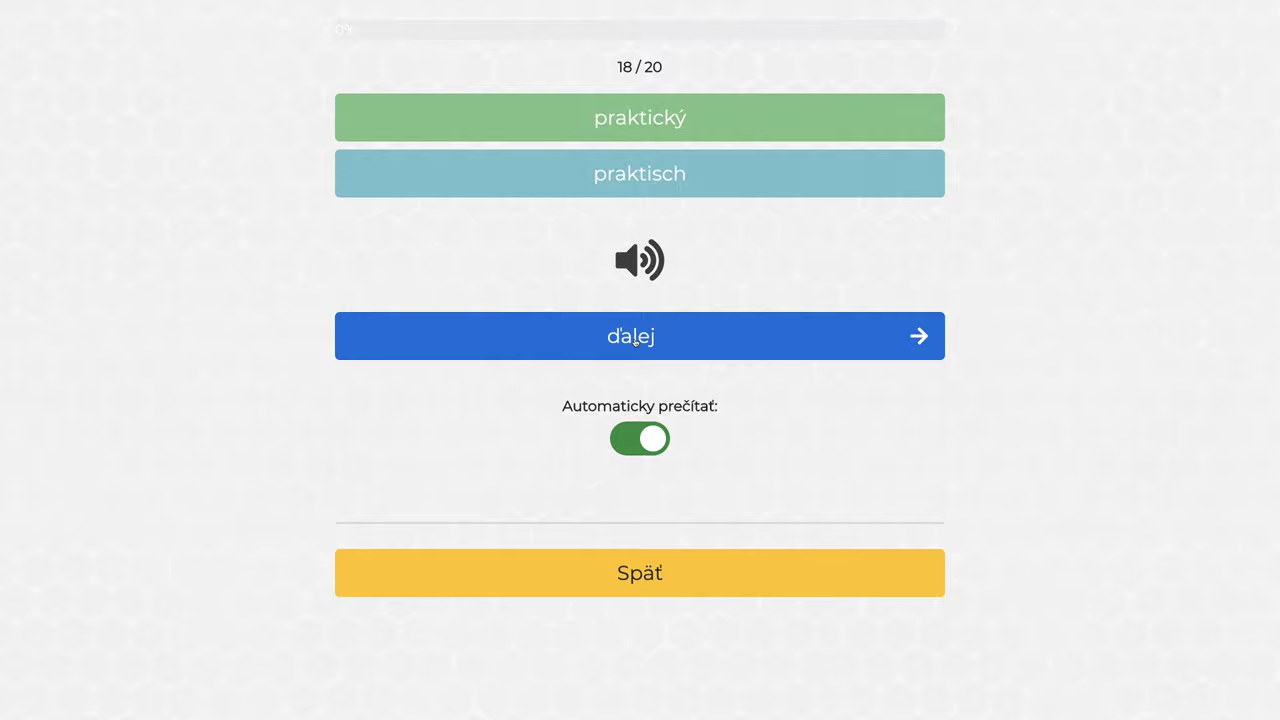 18 / 20
praktický
praktisch
ďalej
Automaticky prečítať:
Späť